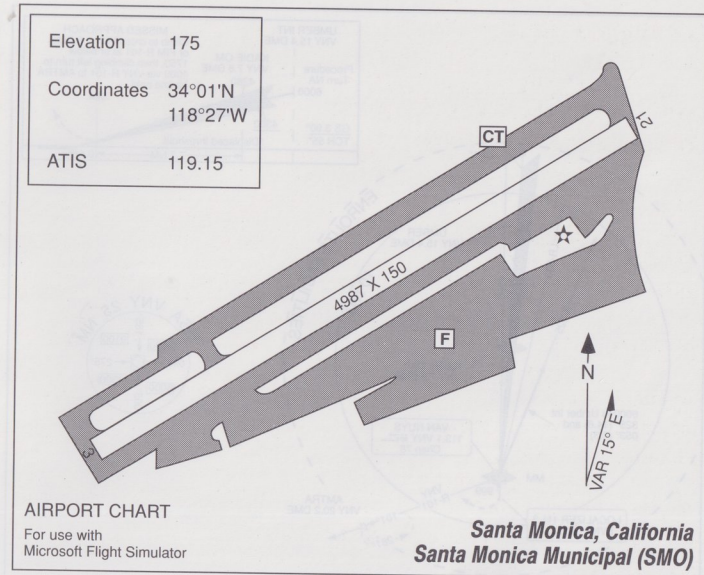 Elevation 175
Coordinates 34°01'N
118°27'W
ATIS 119.15
CT
21
4987 X 150
F
N
VAR 15° E
3
AIRPORT CHART
For use with
Microsoft Flight Simulator
Santa Monica, California
Santa Monica Municipal (SMO)